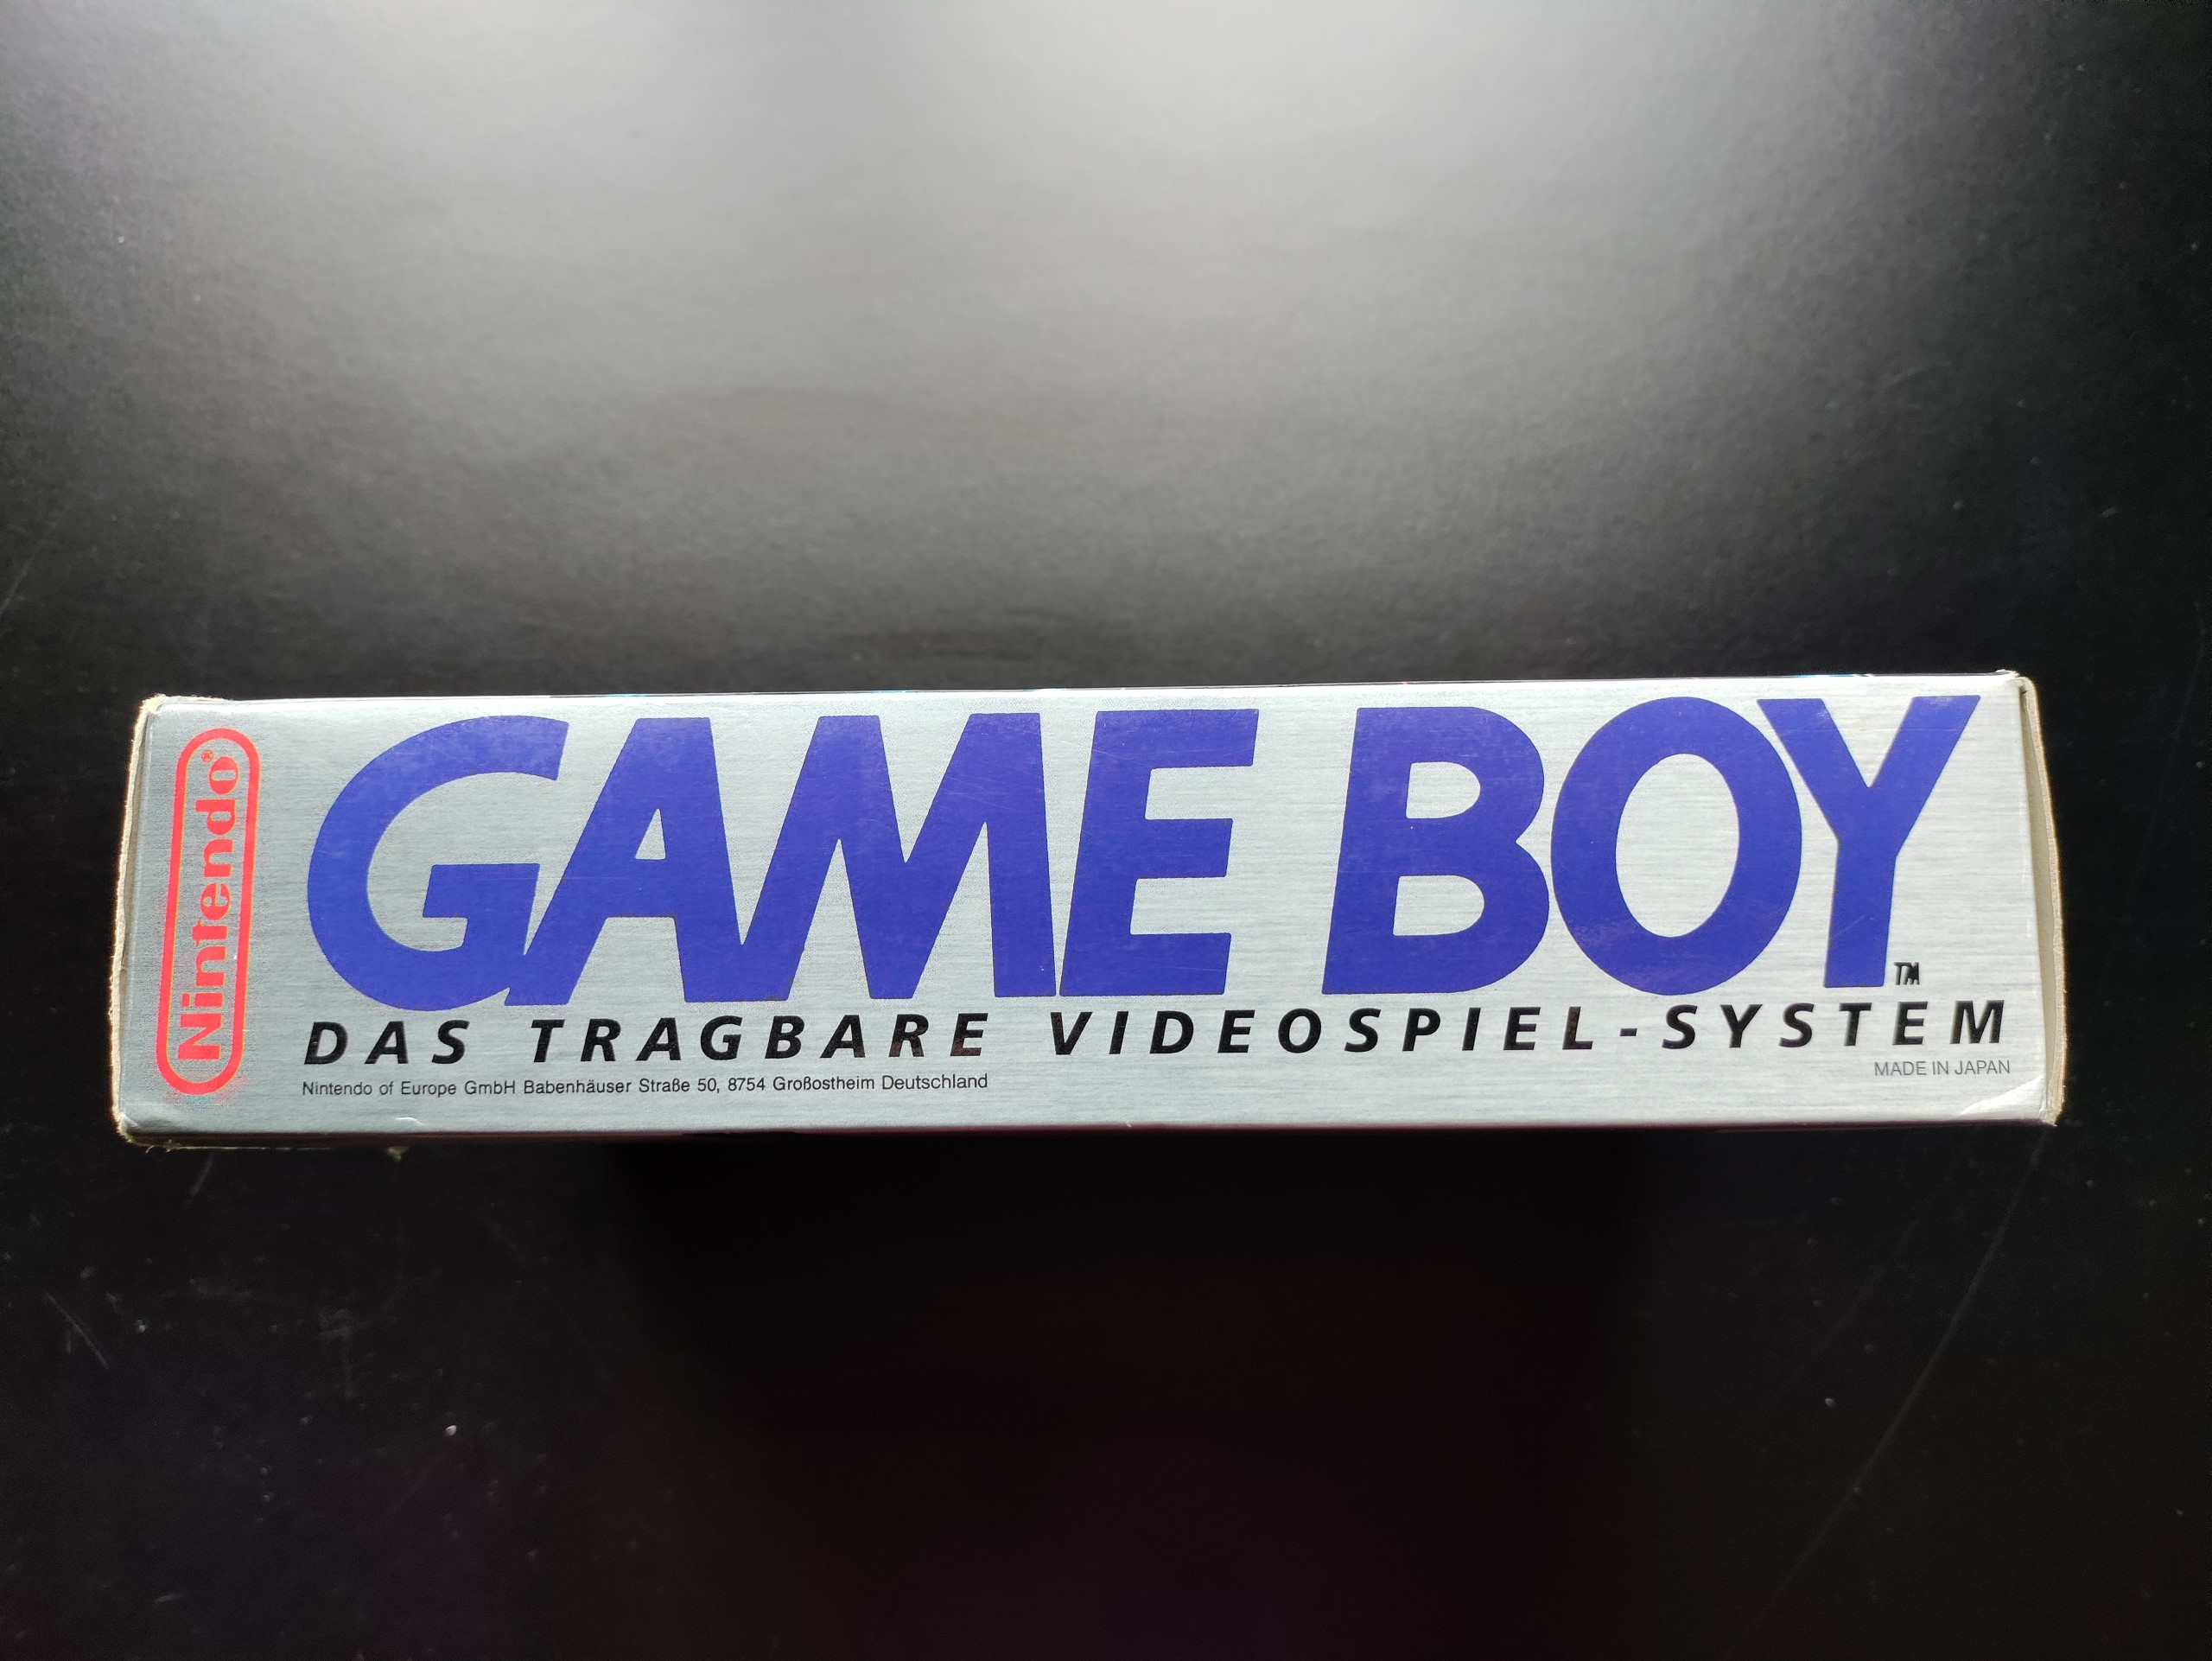 Nintendo®
GAME BOY™
DAS TRAGBARE VIDEOSPIEL-SYSTEM
Nintendo of Europe GmbH Babenhäuser Straße 50, 8754 Großostheim Deutschland
MADE IN JAPAN